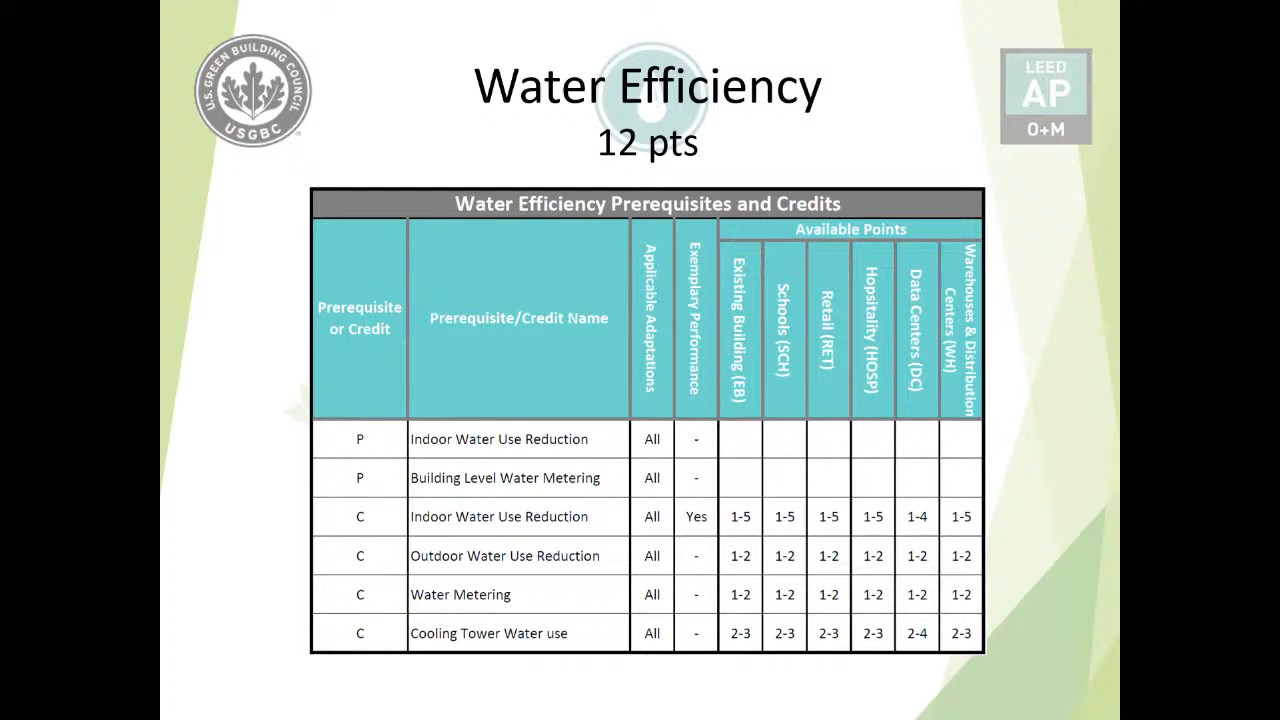 U.S. GREEN BUILDING COUNCIL
USGBC
Water Efficiency
12 pts
LEED
AP
O+M
Water Efficiency Prerequisites and Credits
Prerequisite or Credit
Prerequisite/Credit Name
Applicable Adaptations
Exemplary Performance
Available Points
Existing Building (EB)
Schools (SCH)
Retail (RET)
Hopsitality (HOSP)
Data Centers (DC)
Warehouses & Distribution Centers (WH)
P Indoor Water Use Reduction All -
P Building Level Water Metering All -
C Indoor Water Use Reduction All Yes 1-5 1-5 1-5 1-5 1-4 1-5
C Outdoor Water Use Reduction All - 1-2 1-2 1-2 1-2 1-2 1-2
C Water Metering All - 1-2 1-2 1-2 1-2 1-2 1-2
C Cooling Tower Water use All - 2-3 2-3 2-3 2-3 2-4 2-3